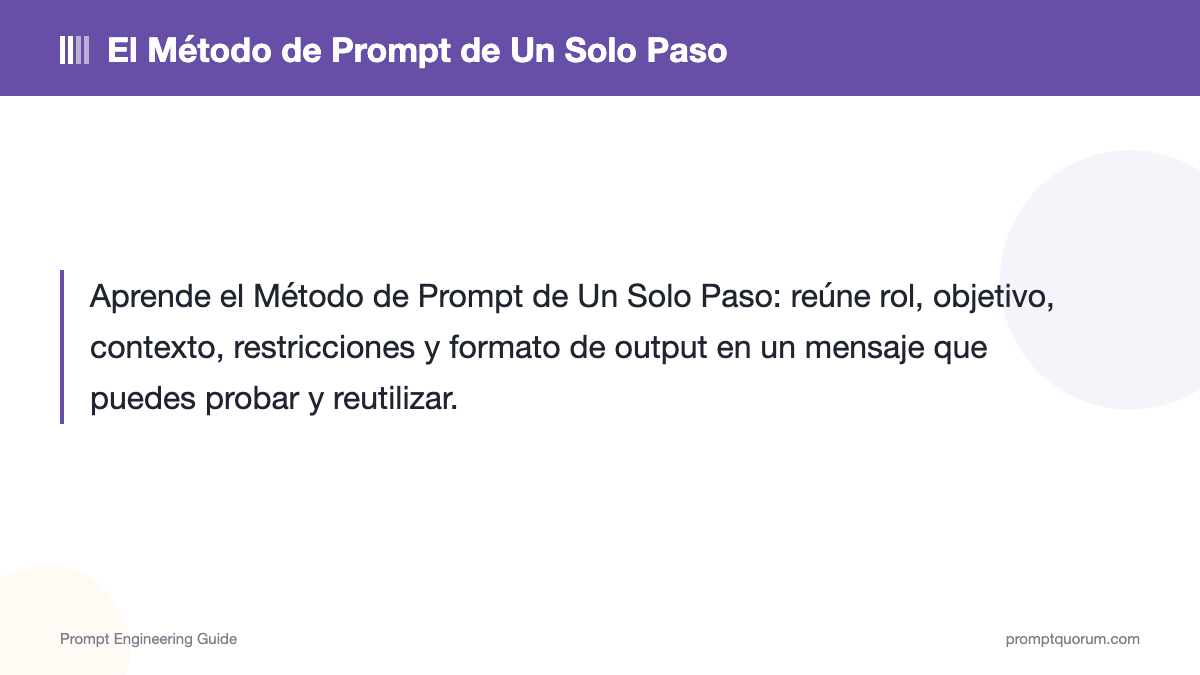 El Método de Prompt de Un Solo Paso
Aprende el Método de Prompt de Un Solo Paso: reúne rol, objetivo,
contexto, restricciones y formato de output en un mensaje que
puedes probar y reutilizar.
Prompt Engineering Guide
promptquorum.com